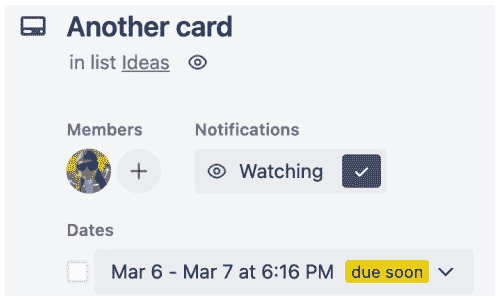 Another card
in list Ideas
Members
Notifications
Watching
Dates
Mar 6 - Mar 7 at 6:16 PM due soon